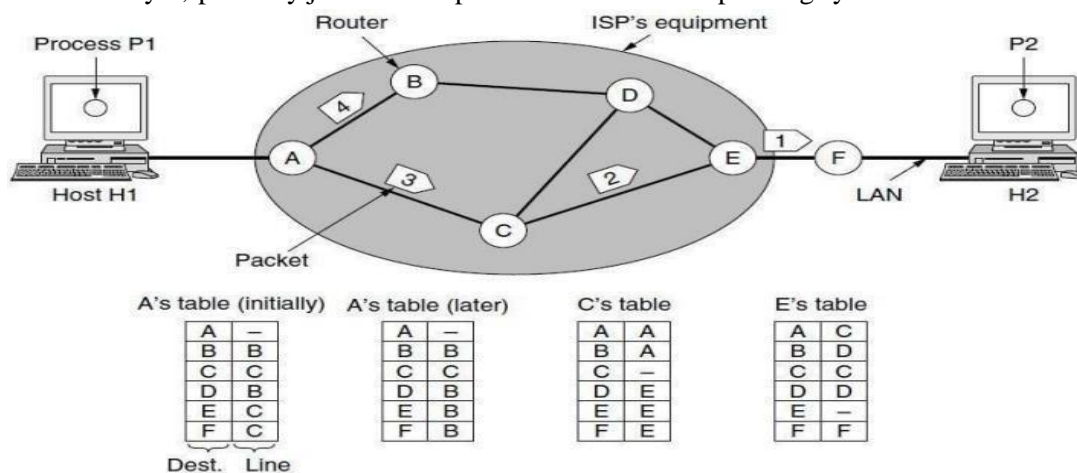 Router
ISP's equipment
Process P1
P2
B
4
D
1
A
E
F
3
2
Host H1
LAN
H2
C
Packet
A's table (initially) A's table (later) C's table E's table
A – A – A A A C
B B B B B A B D
C C C C C – C C
D B D B D E D D
E C E B E E E –
F C F B F E F F
Dest. Line